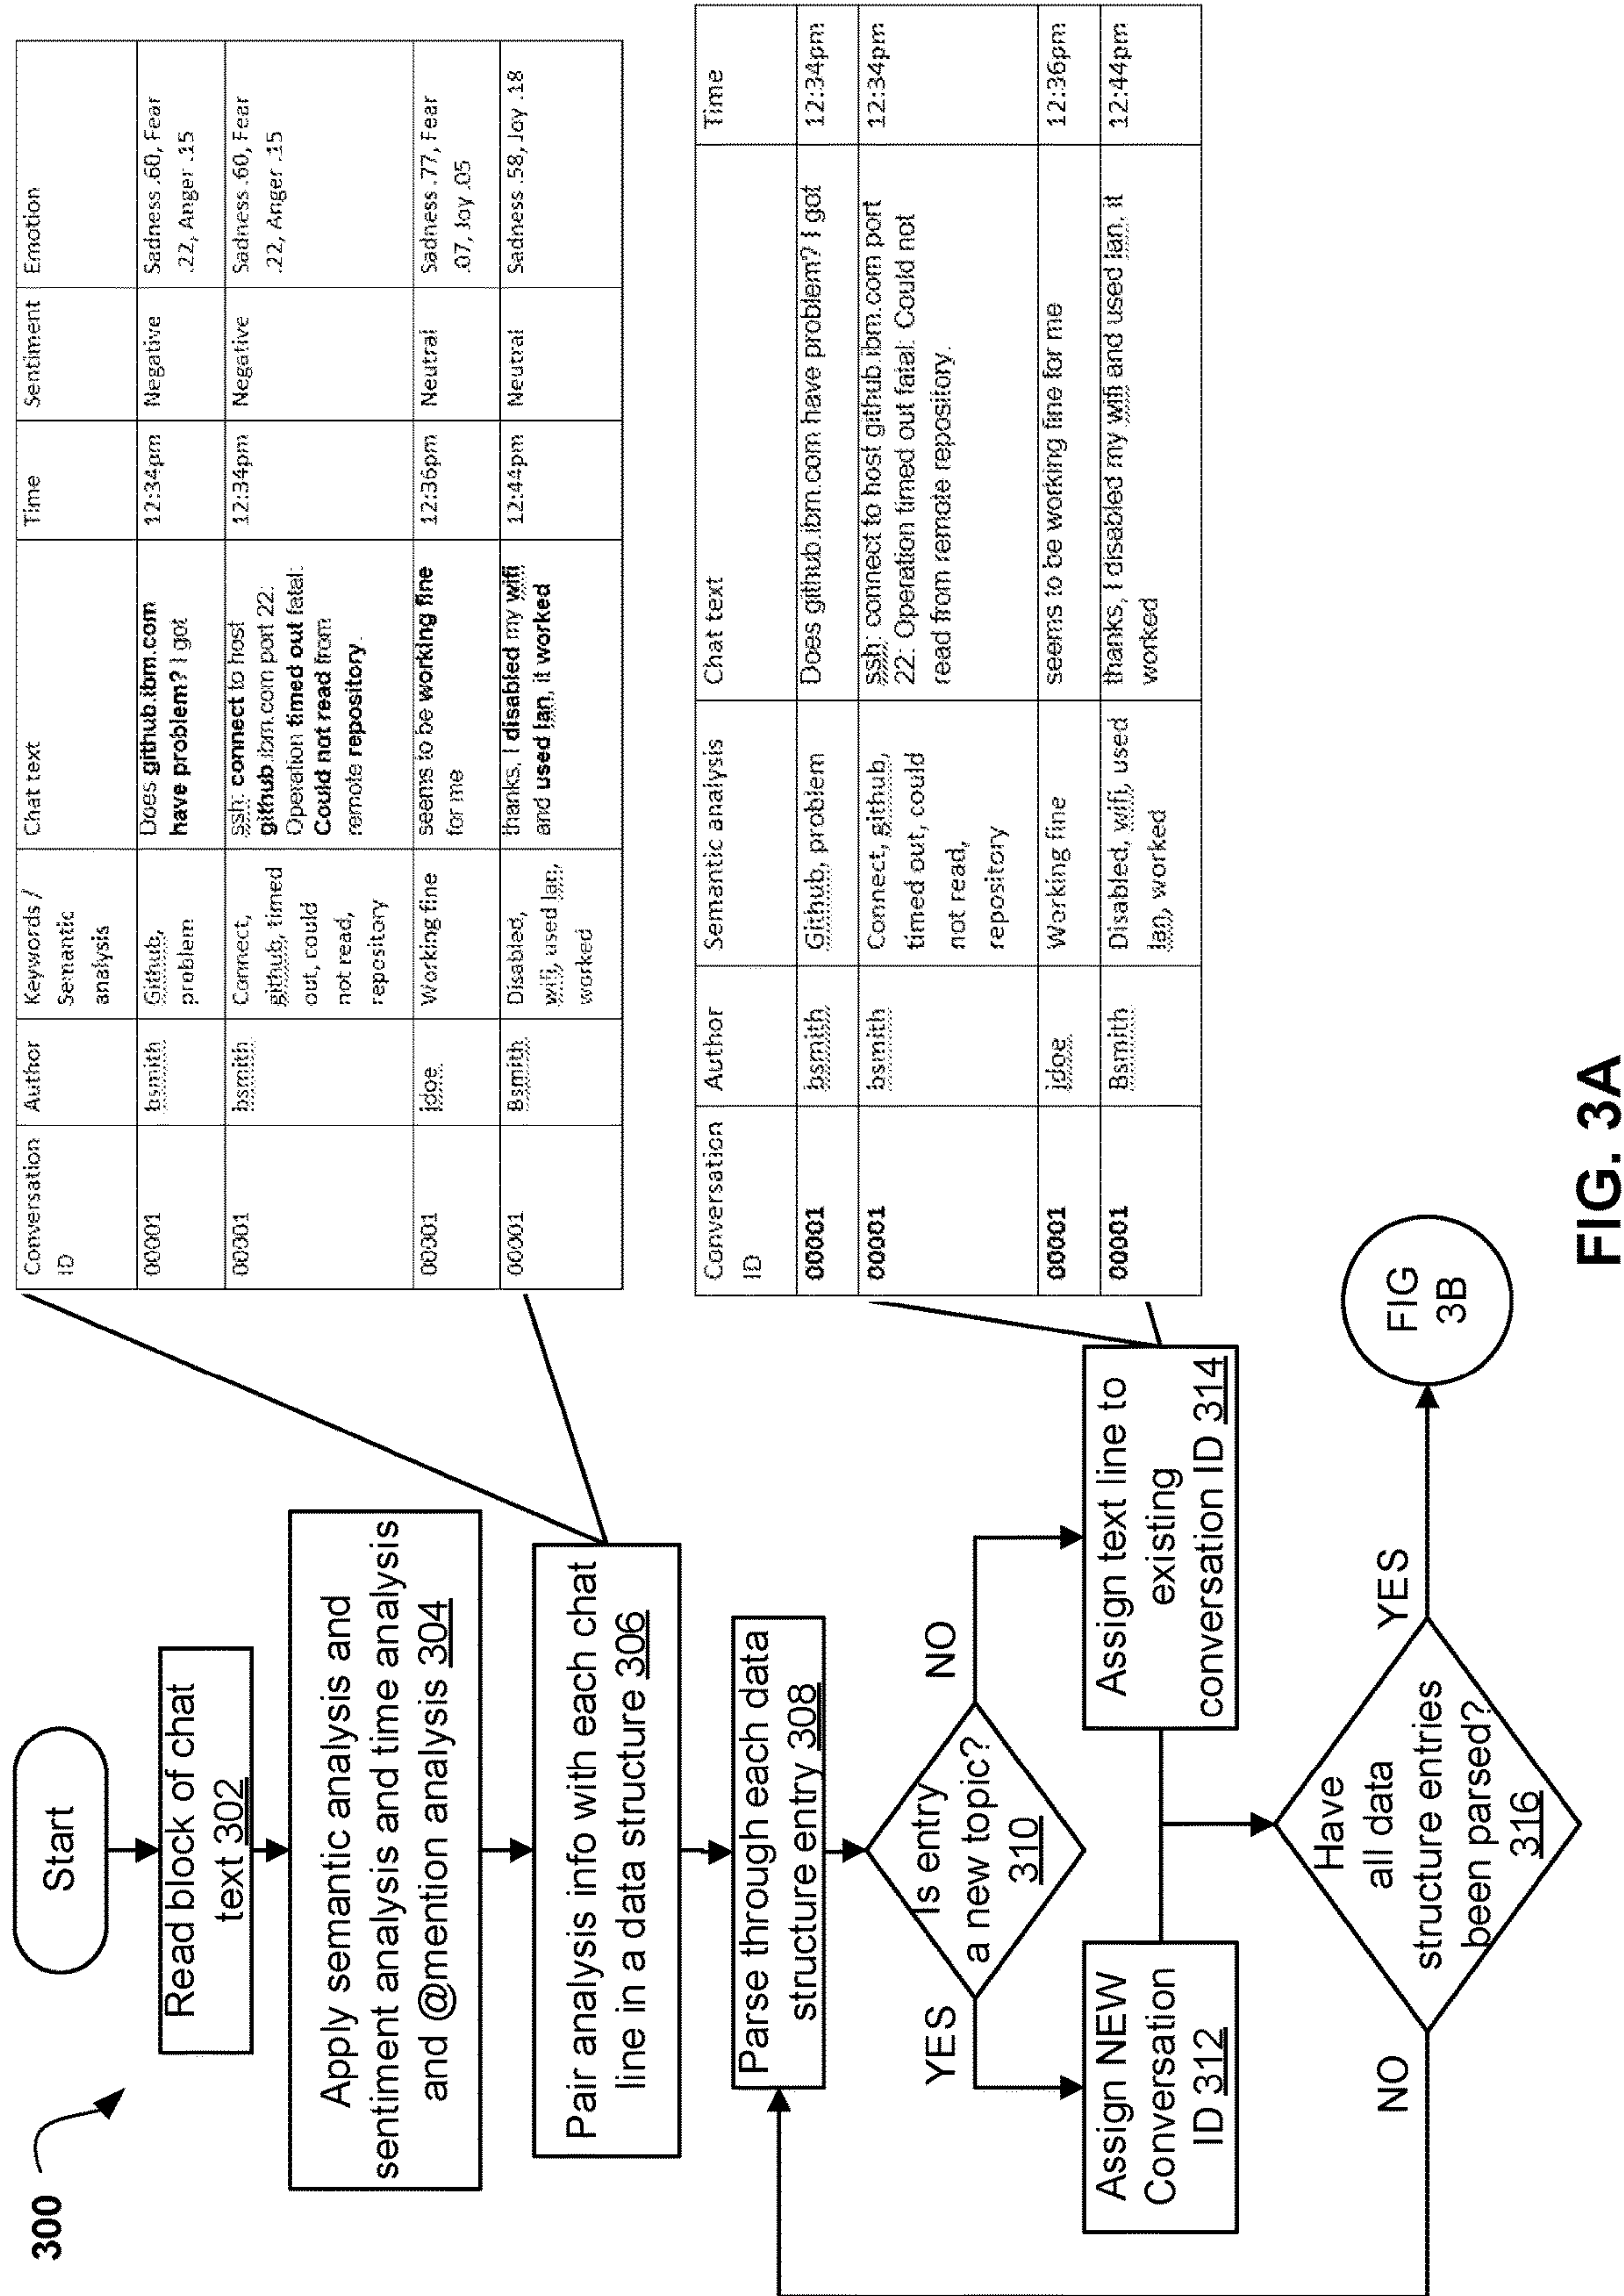 300
Start
Read block of chat
text 302
Apply semantic analysis and
sentiment analysis and time analysis
and @mention analysis 304
Pair analysis info with each chat
line in a data structure 306
Parse through each data
structure entry 308
Is entry
a new topic?
310
YES
NO
Assign NEW
Conversation
ID 312
Assign text line to
existing
conversation ID 314
Have
all data
structure entries
been parsed?
316
NO
YES
FIG
3B
Conversation
ID
Author
Keywords /
Semantic
analysis
Chat text
Time
Sentiment
Emotion
00001
bsmith
Github,
problem
Does github.ibm.com
have problem? I got
12:34pm
Negative
Sadness .60, Fear
.22, Anger .15
00001
bsmith
Connect,
github, timed
out, could
not read,
repository
ssh: connect to host
github.ibm.com port 22:
Operation timed out fatal:
Could not read from
remote repository.
12:34pm
Negative
Sadness .60, Fear
.22, Anger .15
00001
jdoe
Working fine
seems to be working fine
for me
12:36pm
Neutral
Sadness .77, Fear
.07, Joy .05
00001
Bsmith
Disabled,
wifi, used lan,
worked
thanks, I disabled my wifi
and used lan, it worked
12:44pm
Neutral
Sadness .58, Joy .18
Conversation
ID
Author
Semantic analysis
Chat text
Time
00001
bsmith
Github, problem
Does github.ibm.com have problem? I got
12:34pm
00001
bsmith
Connect, github,
timed out, could
not read,
repository
ssh: connect to host github.ibm.com port
22: Operation timed out fatal: Could not
read from remote repository.
12:34pm
00001
jdoe
Working fine
seems to be working fine for me
12:36pm
00001
Bsmith
Disabled, wifi, used
lan, worked
thanks, I disabled my wifi and used lan, it
worked
12:44pm
FIG. 3A